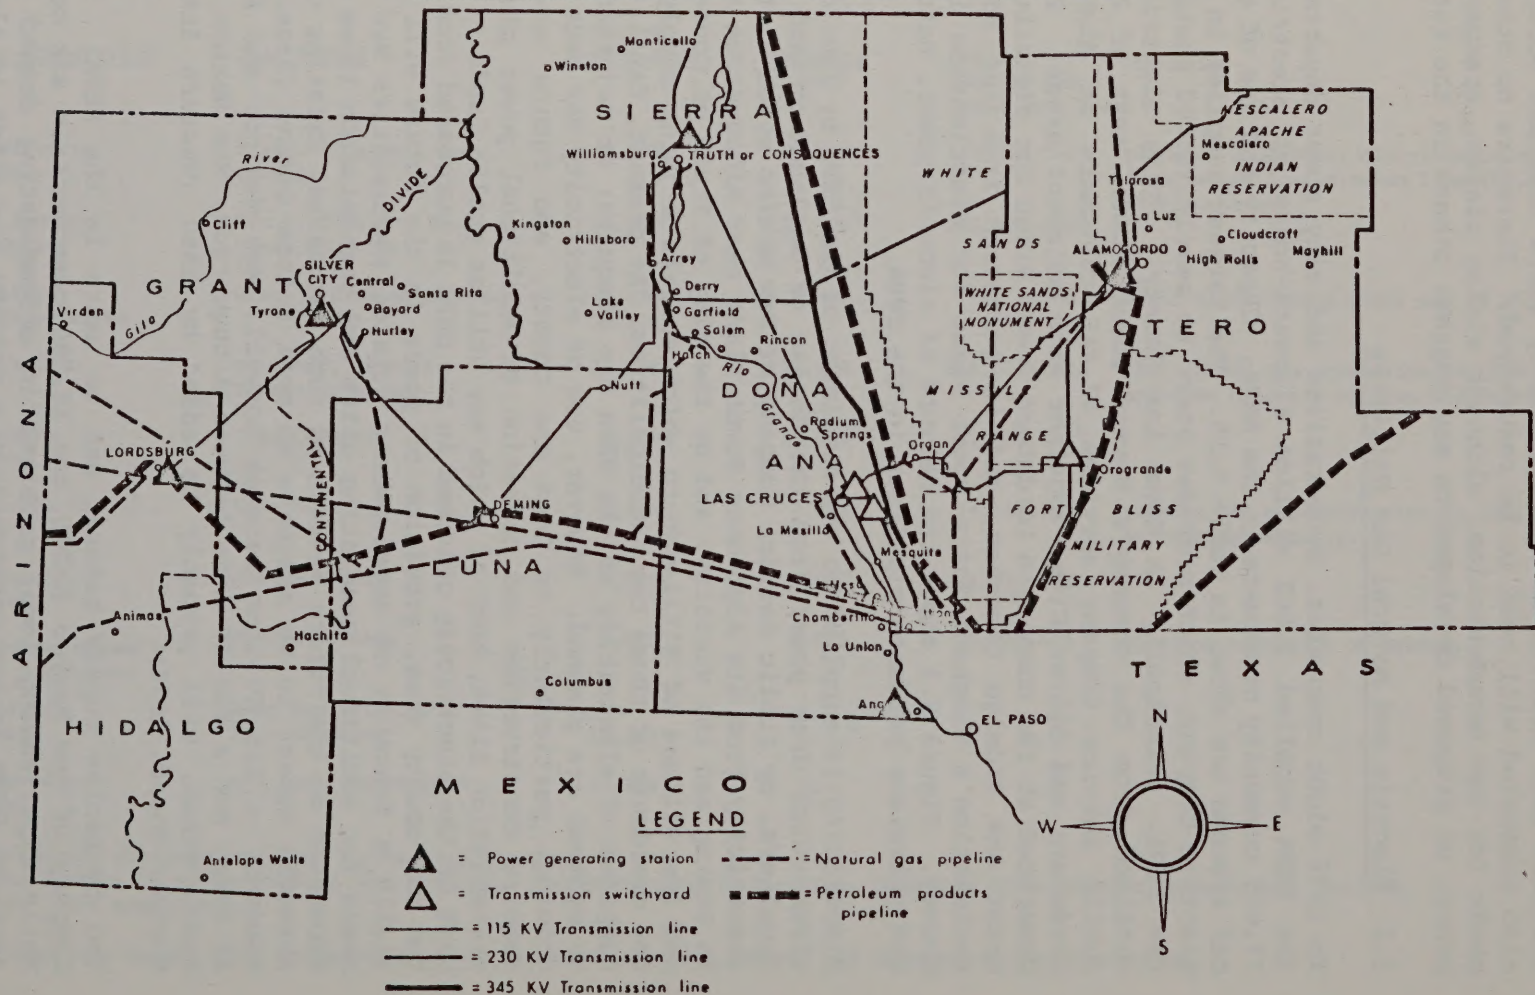 Monticello
Winston
SIERRA
Williamsburg
TRUTH or CONSEQUENCES
River
Cliff
DIVIDE
Kingston
Hillsboro
Arrey
Derry
Garfield
Lake
Valley
Salem
Hatch
Rincon
Rio
Grande
Nutt
GRANT
SILVER
CITY
Central
Santa Rita
Bayard
Tyrone
Hurley
Virden
Gila
ARIZONA
LORDSBURG
CONTINENTAL
DEMING
LUNA
Animas
Hachita
Columbus
HIDALGO
Antelope Wells
WHITE
SANDS
MISSILE
RANGE
WHITE SANDS
NATIONAL
MONUMENT
MESCALERO
APACHE
Mescalero
INDIAN
RESERVATION
Tularosa
La Luz
Cloudcroft
ALAMOGORDO
High Rolls
Mayhill
OTERO
DOÑA
ANA
Radium
Springs
Organ
Orogrande
LAS CRUCES
La Mesilla
Mesquite
FORT BLISS
MILITARY
RESERVATION
Chamberino
La Union
EL PASO
TEXAS
MEXICO
N
W
E
S
LEGEND
= Power generating station
= Transmission switchyard
= 115 KV Transmission line
= 230 KV Transmission line
= 345 KV Transmission line
= Natural gas pipeline
= Petroleum products
pipeline